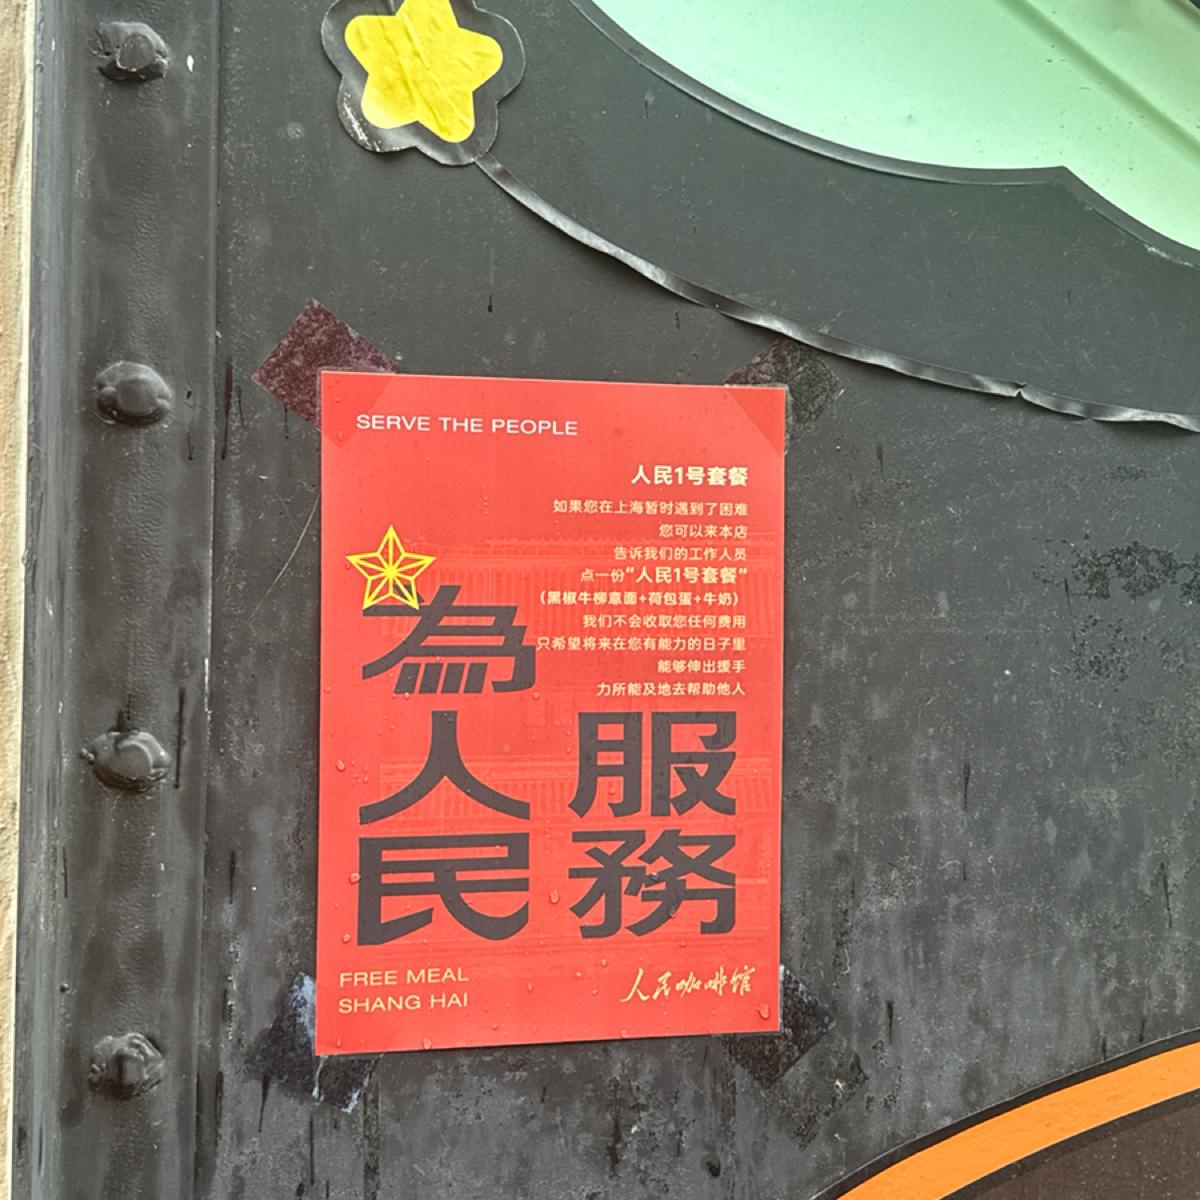 SERVE THE PEOPLE
人民1号套餐
如果您在上海暂时遇到了困难
您可以来本店
告诉我们的工作人员
点一份“人民1号套餐”
(黑椒牛柳意面+荷包蛋+牛奶)
我们不会收取您任何费用
只希望将来在您有能力的日子里
能够伸出援手
力所能及地去帮助他人
為
人民
服務
FREE MEAL
SHANG HAI
人民咖啡馆